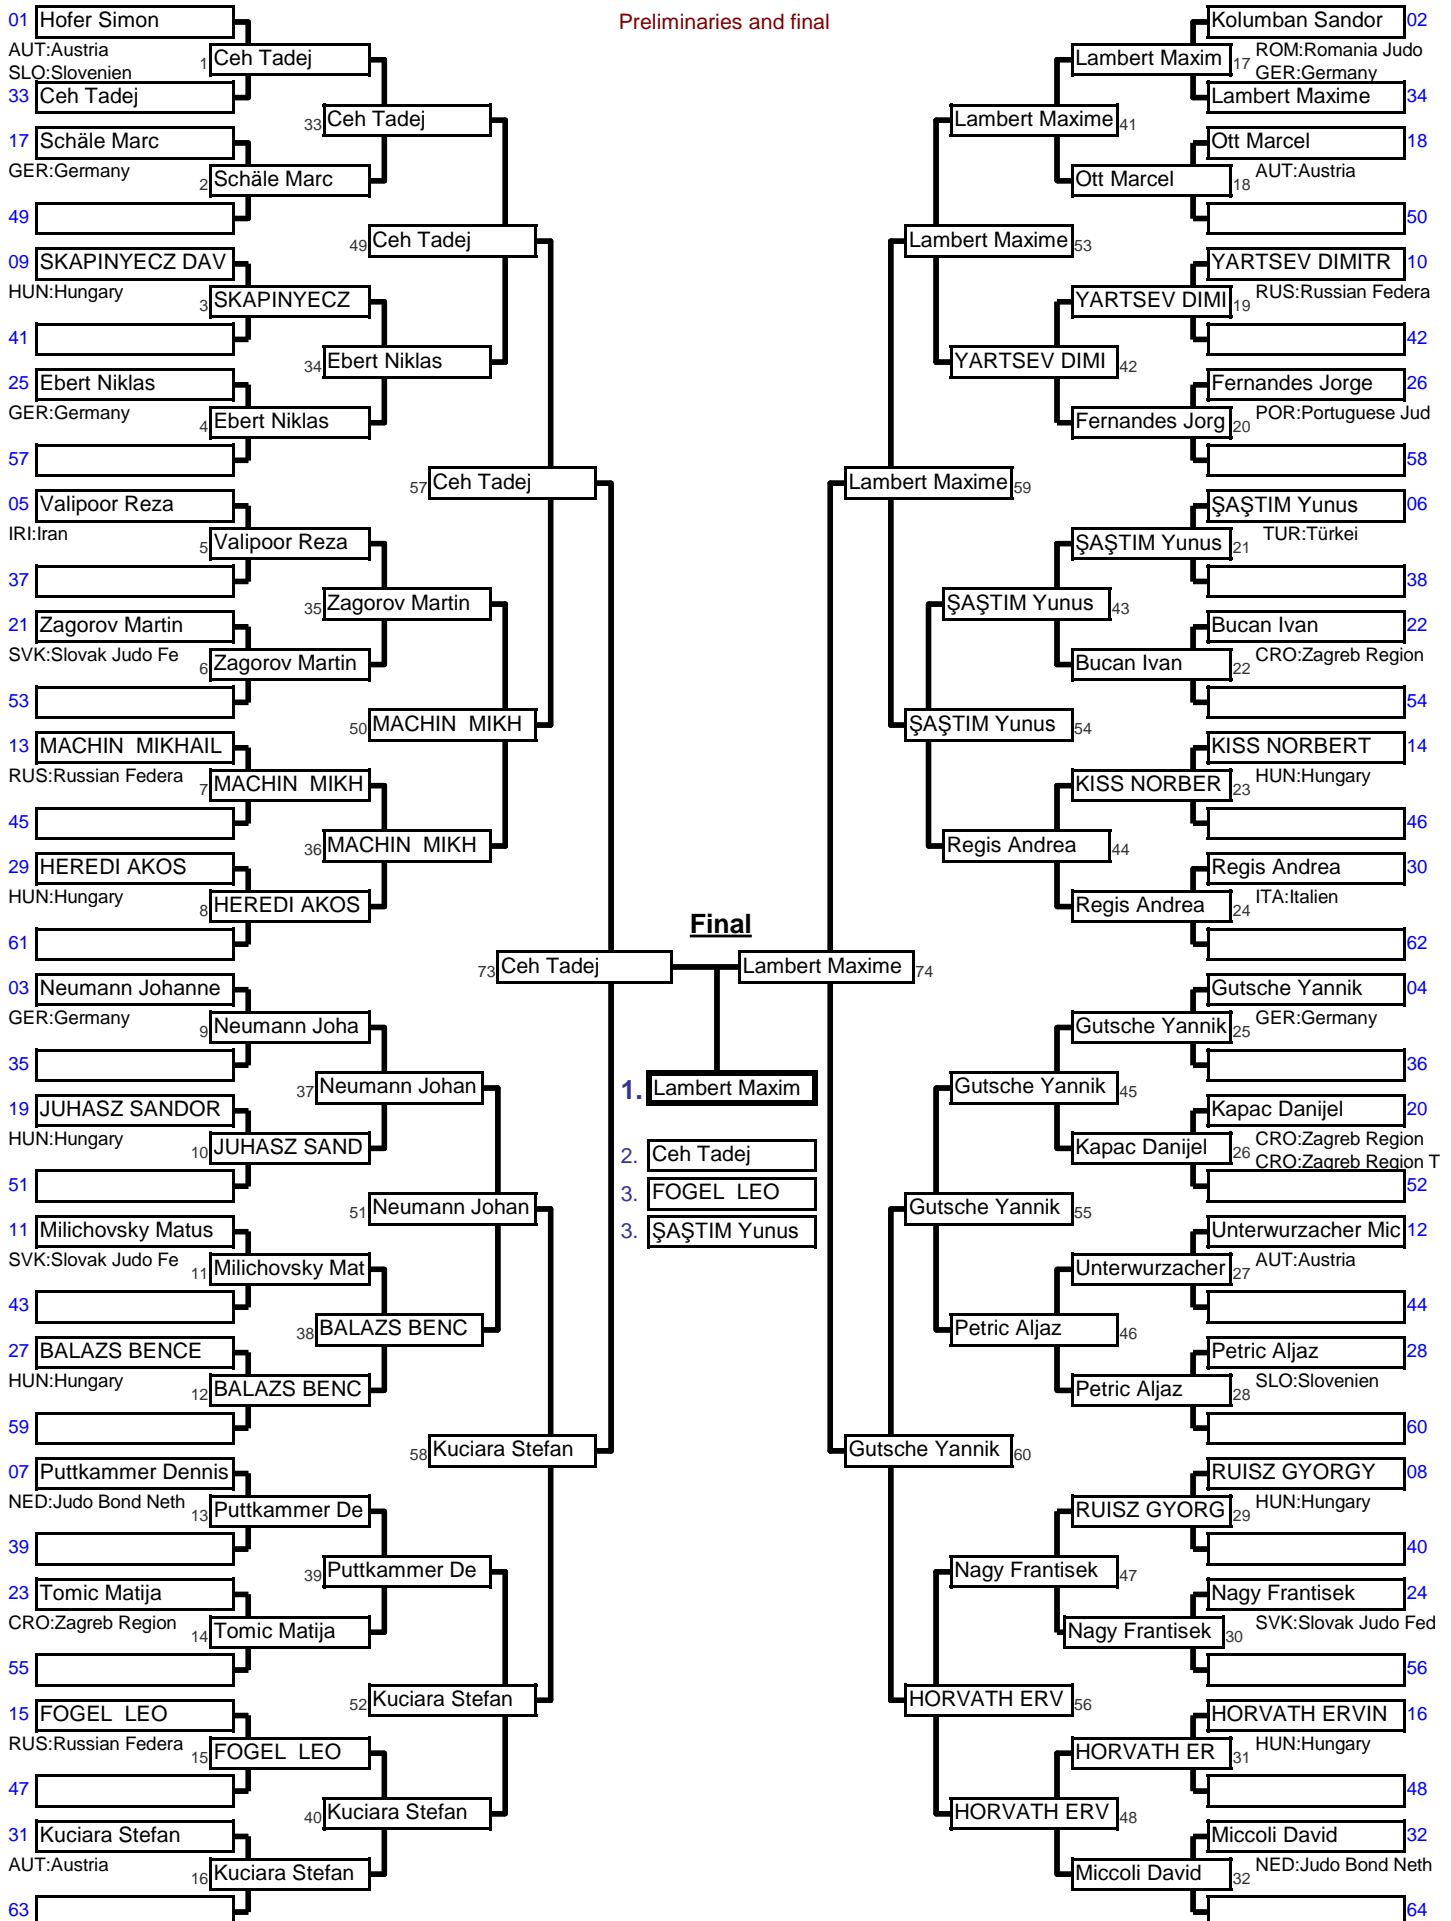 Preliminaries and final
01 Hofer Simon
AUT:Austria
SLO:Slovenien
1 Ceh Tadej
33 Ceh Tadej
33 Ceh Tadej
17 Schäle Marc
GER:Germany
2 Schäle Marc
49
49 Ceh Tadej
09 SKAPINYECZ DAV
HUN:Hungary
3 SKAPINYECZ
41
34 Ebert Niklas
25 Ebert Niklas
GER:Germany
4 Ebert Niklas
57
57 Ceh Tadej
05 Valipoor Reza
IRI:Iran
5 Valipoor Reza
37
35 Zagorov Martin
21 Zagorov Martin
SVK:Slovak Judo Fe
6 Zagorov Martin
53
50 MACHIN MIKH
13 MACHIN MIKHAIL
RUS:Russian Federa
7 MACHIN MIKH
45
36 MACHIN MIKH
29 HEREDI AKOS
HUN:Hungary
8 HEREDI AKOS
61
73 Ceh Tadej
03 Neumann Johanne
GER:Germany
9 Neumann Joha
35
37 Neumann Johan
19 JUHASZ SANDOR
HUN:Hungary
10 JUHASZ SAND
51
51 Neumann Johan
11 Milichovsky Matus
SVK:Slovak Judo Fe
11 Milichovsky Mat
43
38 BALAZS BENC
27 BALAZS BENCE
HUN:Hungary
12 BALAZS BENC
59
58 Kuciara Stefan
07 Puttkammer Dennis
NED:Judo Bond Neth
13 Puttkammer De
39
39 Puttkammer De
23 Tomic Matija
CRO:Zagreb Region
14 Tomic Matija
55
52 Kuciara Stefan
15 FOGEL LEO
RUS:Russian Federa
15 FOGEL LEO
47
40 Kuciara Stefan
31 Kuciara Stefan
AUT:Austria
16 Kuciara Stefan
63
Final
1. Lambert Maxim
2. Ceh Tadej
3. FOGEL LEO
3. ŞAŞTIM Yunus
Kolumban Sandor 02
ROM:Romania Judo
GER:Germany
Lambert Maxim 17
Lambert Maxime 34
Lambert Maxime 41
Ott Marcel 18
AUT:Austria
Ott Marcel 18
50
Lambert Maxime 53
YARTSEV DIMITR 10
RUS:Russian Federa
YARTSEV DIMI 19
42
YARTSEV DIMI 42
Fernandes Jorge 26
POR:Portuguese Jud
Fernandes Jorg 20
58
Lambert Maxime 59
ŞAŞTIM Yunus 06
TUR:Türkei
ŞAŞTIM Yunus 21
38
ŞAŞTIM Yunus 43
Bucan Ivan 22
CRO:Zagreb Region
Bucan Ivan 22
54
ŞAŞTIM Yunus 54
KISS NORBERT 14
HUN:Hungary
KISS NORBER 23
46
Regis Andrea 44
Regis Andrea 30
ITA:Italien
Regis Andrea 24
62
Lambert Maxime 74
Gutsche Yannik 04
GER:Germany
Gutsche Yannik 25
36
Gutsche Yannik 45
Kapac Danijel 20
CRO:Zagreb Region
CRO:Zagreb Region T
Kapac Danijel 26
52
Gutsche Yannik 55
Unterwurzacher Mic 12
AUT:Austria
Unterwurzacher 27
44
Petric Aljaz 46
Petric Aljaz 28
SLO:Slovenien
Petric Aljaz 28
60
Gutsche Yannik 60
RUISZ GYORGY 08
HUN:Hungary
RUISZ GYORG 29
40
Nagy Frantisek 47
Nagy Frantisek 24
SVK:Slovak Judo Fed
Nagy Frantisek 30
56
HORVATH ERV 56
HORVATH ERVIN 16
HUN:Hungary
HORVATH ER 31
48
HORVATH ERV 48
Miccoli David 32
NED:Judo Bond Neth
Miccoli David 32
64